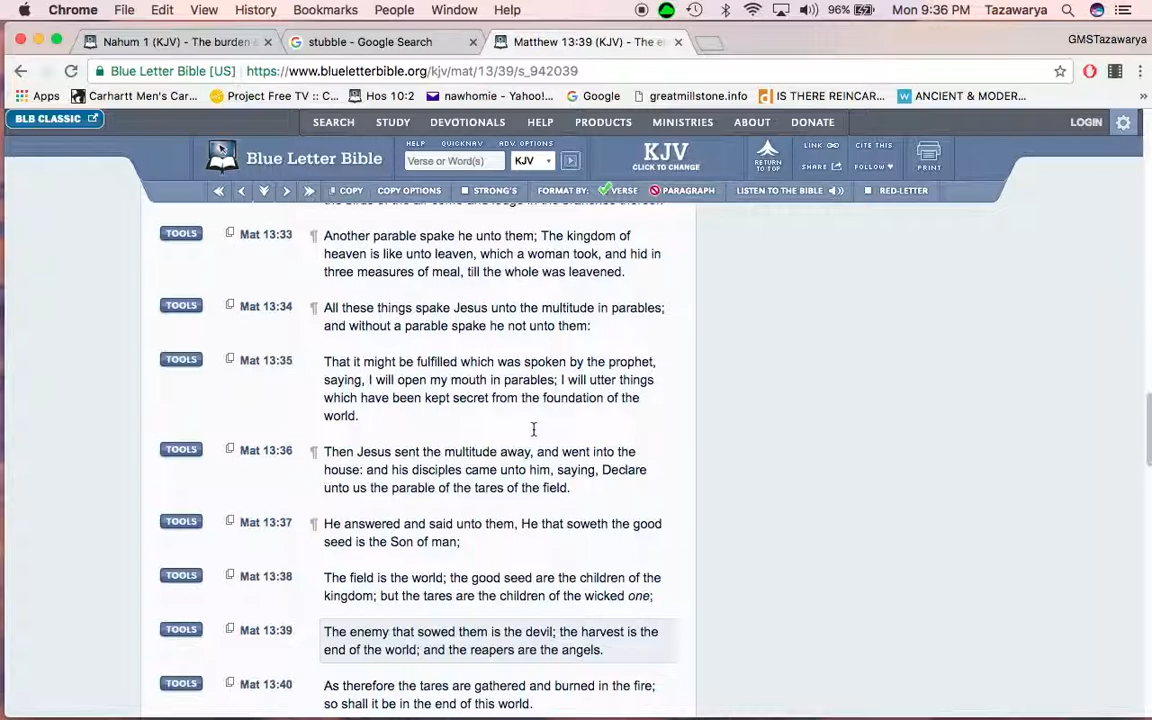 Chrome File Edit View History Bookmarks People Window Help 96% Mon 9:36 PM Tazawarya
Nahum 1 (KJV) - The burden × stubble - Google Search × Matthew 13:39 (KJV) - The e × GMSTazawarya
Blue Letter Bible [US] https://www.blueletterbible.org/kjv/mat/13/39/s_942039
Apps Carhartt Men's Car... Project Free TV :: C... Hos 10:2 nawhomie - Yahoo!... Google greatmillstone.info IS THERE REINCAR... ANCIENT & MODER... »
BLB CLASSIC SEARCH STUDY DEVOTIONALS HELP PRODUCTS MINISTRIES ABOUT DONATE LOGIN
Blue Letter Bible HELP QUICKNAV ADV. OPTIONS Verse or Word(s) KJV KJV CLICK TO CHANGE RETURN TO TOP LINK CITE THIS SHARE FOLLOW PRINT
COPY COPY OPTIONS STRONG'S FORMAT BY: VERSE PARAGRAPH LISTEN TO THE BIBLE RED-LETTER
TOOLS Mat 13:33 ¶ Another parable spake he unto them; The kingdom of
heaven is like unto leaven, which a woman took, and hid in
three measures of meal, till the whole was leavened.
TOOLS Mat 13:34 ¶ All these things spake Jesus unto the multitude in parables;
and without a parable spake he not unto them:
TOOLS Mat 13:35 That it might be fulfilled which was spoken by the prophet,
saying, I will open my mouth in parables; I will utter things
which have been kept secret from the foundation of the
world.
TOOLS Mat 13:36 ¶ Then Jesus sent the multitude away, and went into the
house: and his disciples came unto him, saying, Declare
unto us the parable of the tares of the field.
TOOLS Mat 13:37 ¶ He answered and said unto them, He that soweth the good
seed is the Son of man;
TOOLS Mat 13:38 The field is the world; the good seed are the children of the
kingdom; but the tares are the children of the wicked one;
TOOLS Mat 13:39 The enemy that sowed them is the devil; the harvest is the
end of the world; and the reapers are the angels.
TOOLS Mat 13:40 As therefore the tares are gathered and burned in the fire;
so shall it be in the end of this world.